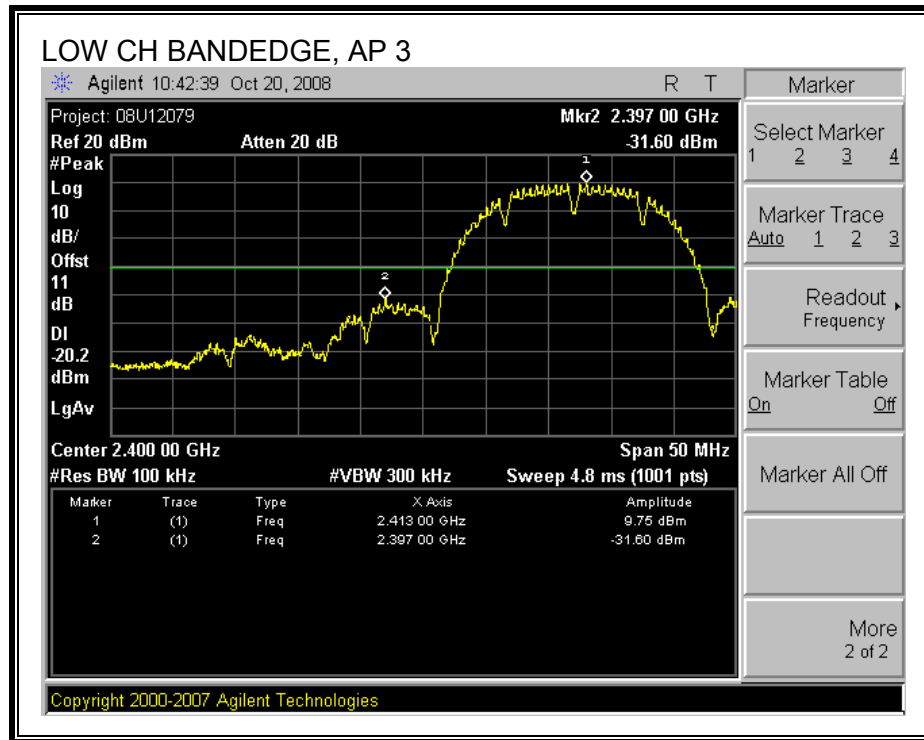 LOW CH BANDEDGE, AP 3
Agilent 10:42:39 Oct 20, 2008 R T
Project: 08U12079 Mkr2 2.397 00 GHz
Ref 20 dBm Atten 20 dB -31.60 dBm
#Peak
Log
10
dB/
Offst
11
dB
DI
-20.2
dBm
LgAv
1
2
Center 2.400 00 GHz Span 50 MHz
#Res BW 100 kHz #VBW 300 kHz Sweep 4.8 ms (1001 pts)
Marker Trace Type X Axis Amplitude
1 (1) Freq 2.413 00 GHz 9.75 dBm
2 (1) Freq 2.397 00 GHz -31.60 dBm
Copyright 2000-2007 Agilent Technologies
Marker
Select Marker
1 2 3 4
Marker Trace
Auto 1 2 3
Readout
Frequency
Marker Table
On Off
Marker All Off
More
2 of 2